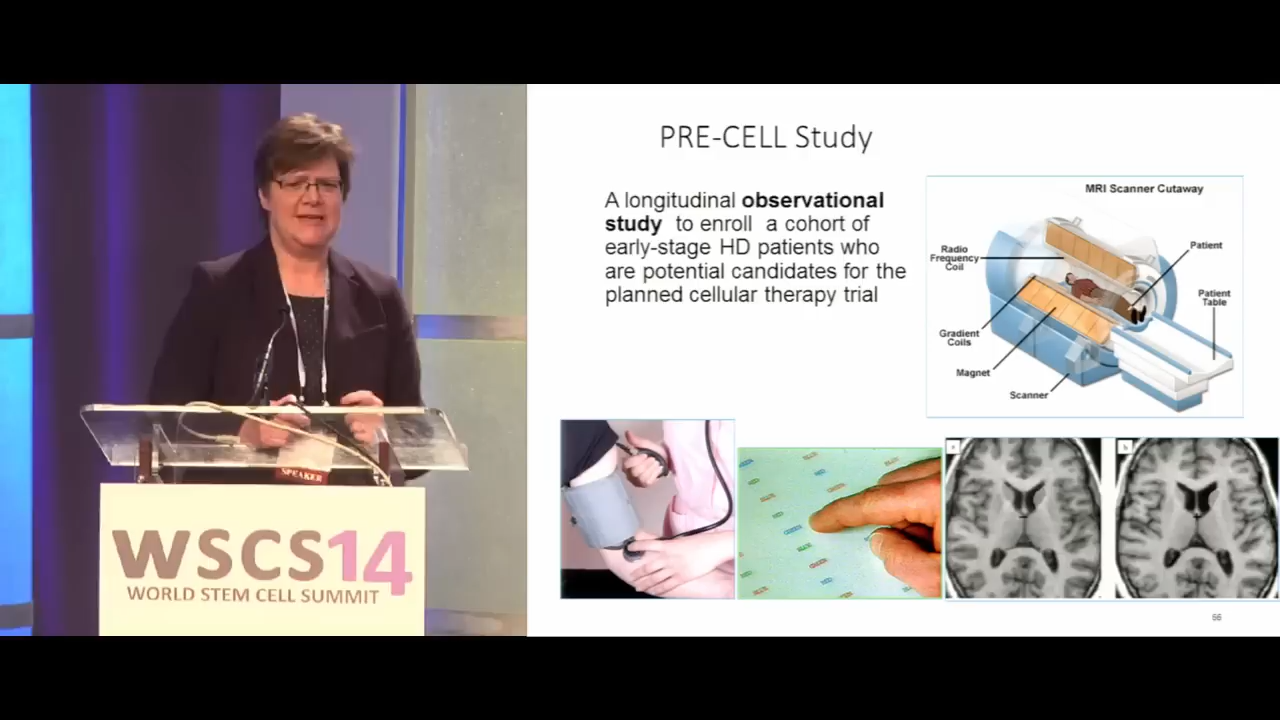 PRE-CELL Study
A longitudinal observational
study to enroll a cohort of
early-stage HD patients who
are potential candidates for the
planned cellular therapy trial
MRI Scanner Cutaway
Radio
Frequency
Coil
Patient
Patient
Table
Gradient
Coils
Magnet
Scanner
56
SPEAKER
WSCS14
WORLD STEM CELL SUMMIT